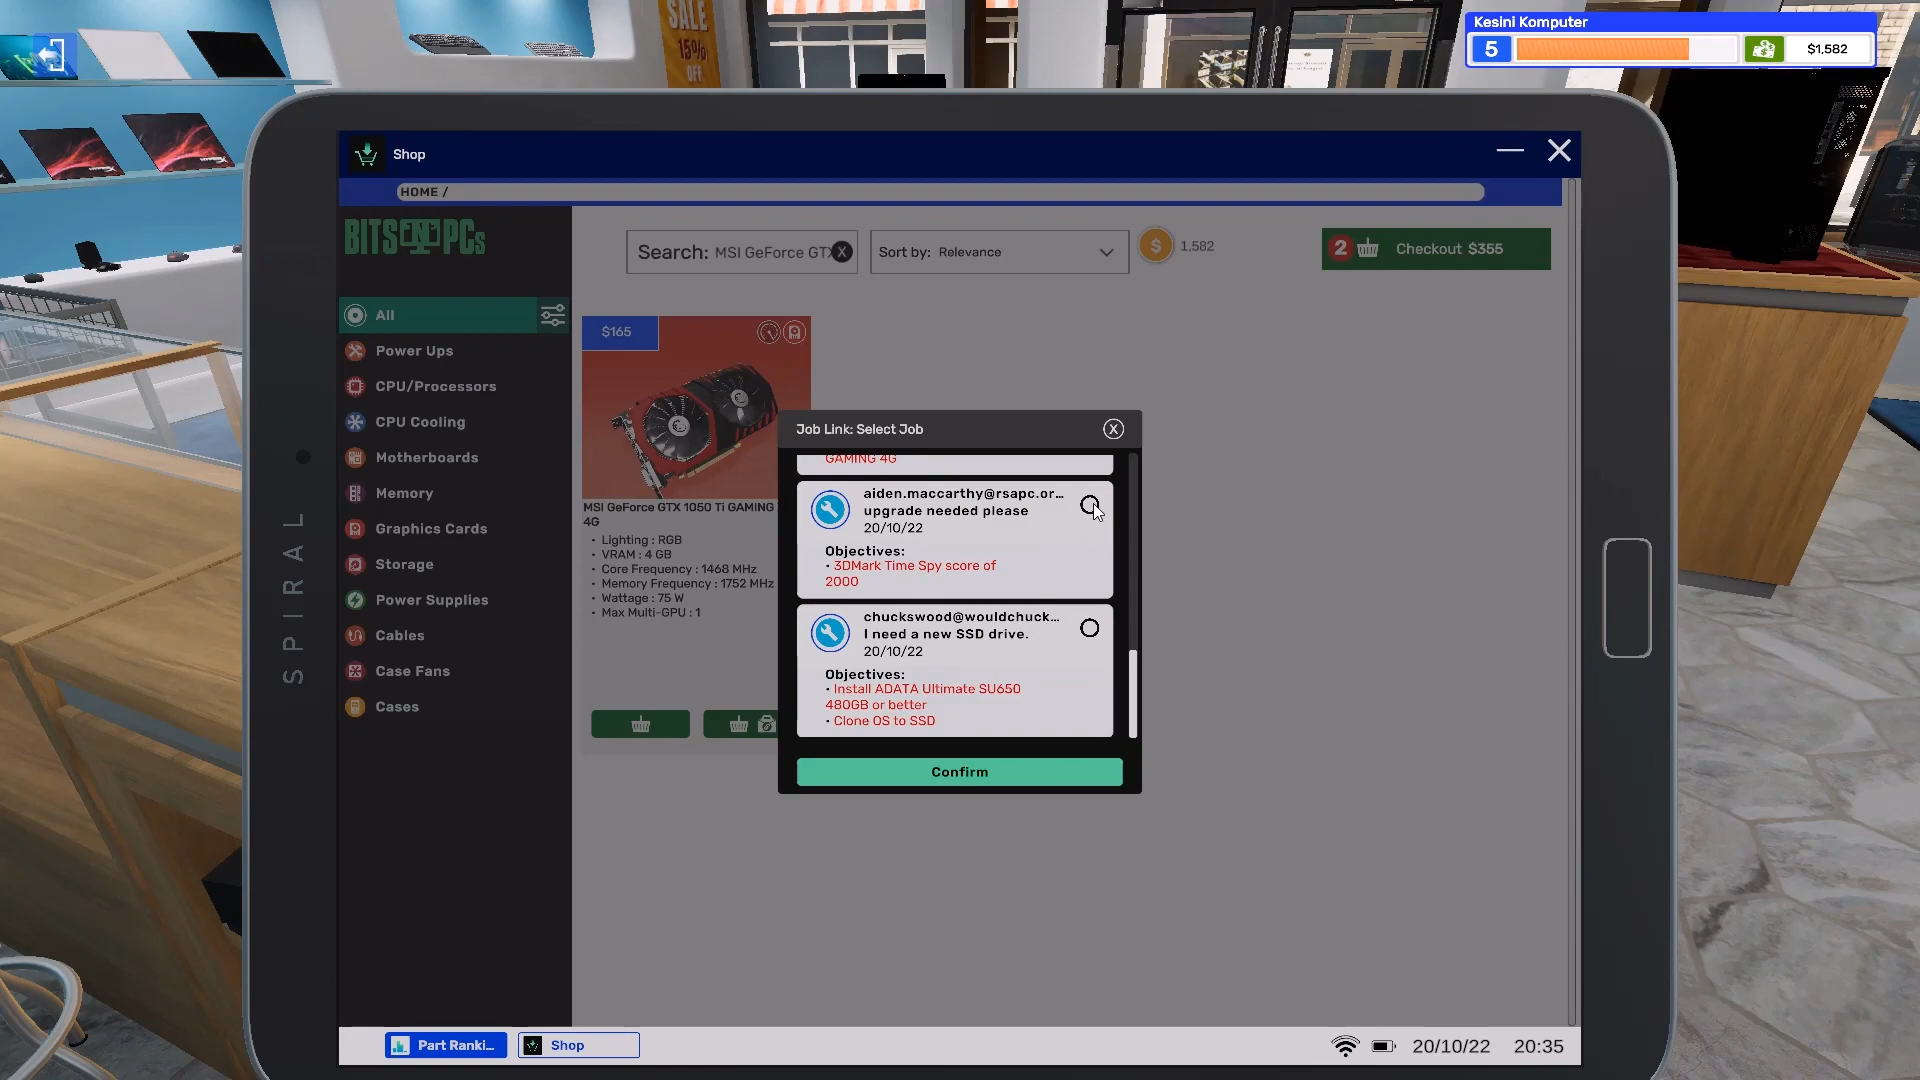 SALE
15%
OFF
Kesini Komputer
5
$1,582
Shop
HOME /
BITS N PCs
Search: MSI GeForce GTX
X
Sort by: Relevance
$
1,582
2
Checkout $355
All
Power Ups
CPU/Processors
CPU Cooling
Motherboards
Memory
Graphics Cards
Storage
Power Supplies
Cables
Case Fans
Cases
$165
MSI GeForce GTX 1050 Ti GAMING
4G
• Lighting : RGB
• VRAM : 4 GB
• Core Frequency : 1468 MHz
• Memory Frequency : 1752 MHz
• Wattage : 75 W
• Max Multi-GPU : 1
Job Link: Select Job
X
GAMING 4G
aiden.maccarthy@rsapc.or...
upgrade needed please
20/10/22
Objectives:
• 3DMark Time Spy score of
2000
chuckswood@wouldchuck...
I need a new SSD drive.
20/10/22
Objectives:
• Install ADATA Ultimate SU650
480GB or better
• Clone OS to SSD
Confirm
SPIRAL
Part Ranki...
Shop
20/10/22
20:35